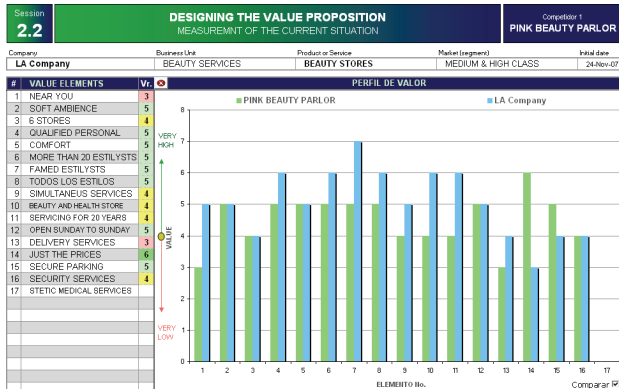 Session
2.2
DESIGNING THE VALUE PROPOSITION
MEASUREMNT OF THE CURRENT SITUATION
Competidor 1
PINK BEAUTY PARLOR
Company
Business Unit
Product or Service
Market (segment)
Initial date
LA Company
BEAUTY SERVICES
BEAUTY STORES
MEDIUM & HIGH CLASS
24-Nov-07
# VALUE ELEMENTS Vr.
PERFIL DE VALOR
1 NEAR YOU 3
2 SOFT AMBIENCE 5
3 6 STORES 4
4 QUALIFIED PERSONAL 5
5 COMFORT 5
6 MORE THAN 20 ESTILYSTS 5
7 FAMED ESTILYSTS 5
8 TODOS LOS ESTILOS 5
9 SIMULTANEUS SERVICES 4
10 BEAUTY AND HEALTH STORE 4
11 SERVICING FOR 20 YEARS 4
12 OPEN SUNDAY TO SUNDAY 5
13 DELIVERY SERVICES 3
14 JUST THE PRICES 6
15 SECURE PARKING 5
16 SECURITY SERVICES 4
17 STETIC MEDICAL SERVICES
PINK BEAUTY PARLOR
LA Company
VERY
HIGH
VALUE
VERY
LOW
8
7
6
5
4
3
2
1
0
1 2 3 4 5 6 7 8 9 10 11 12 13 14 15 16 17
ELEMENTO No.
Comparar